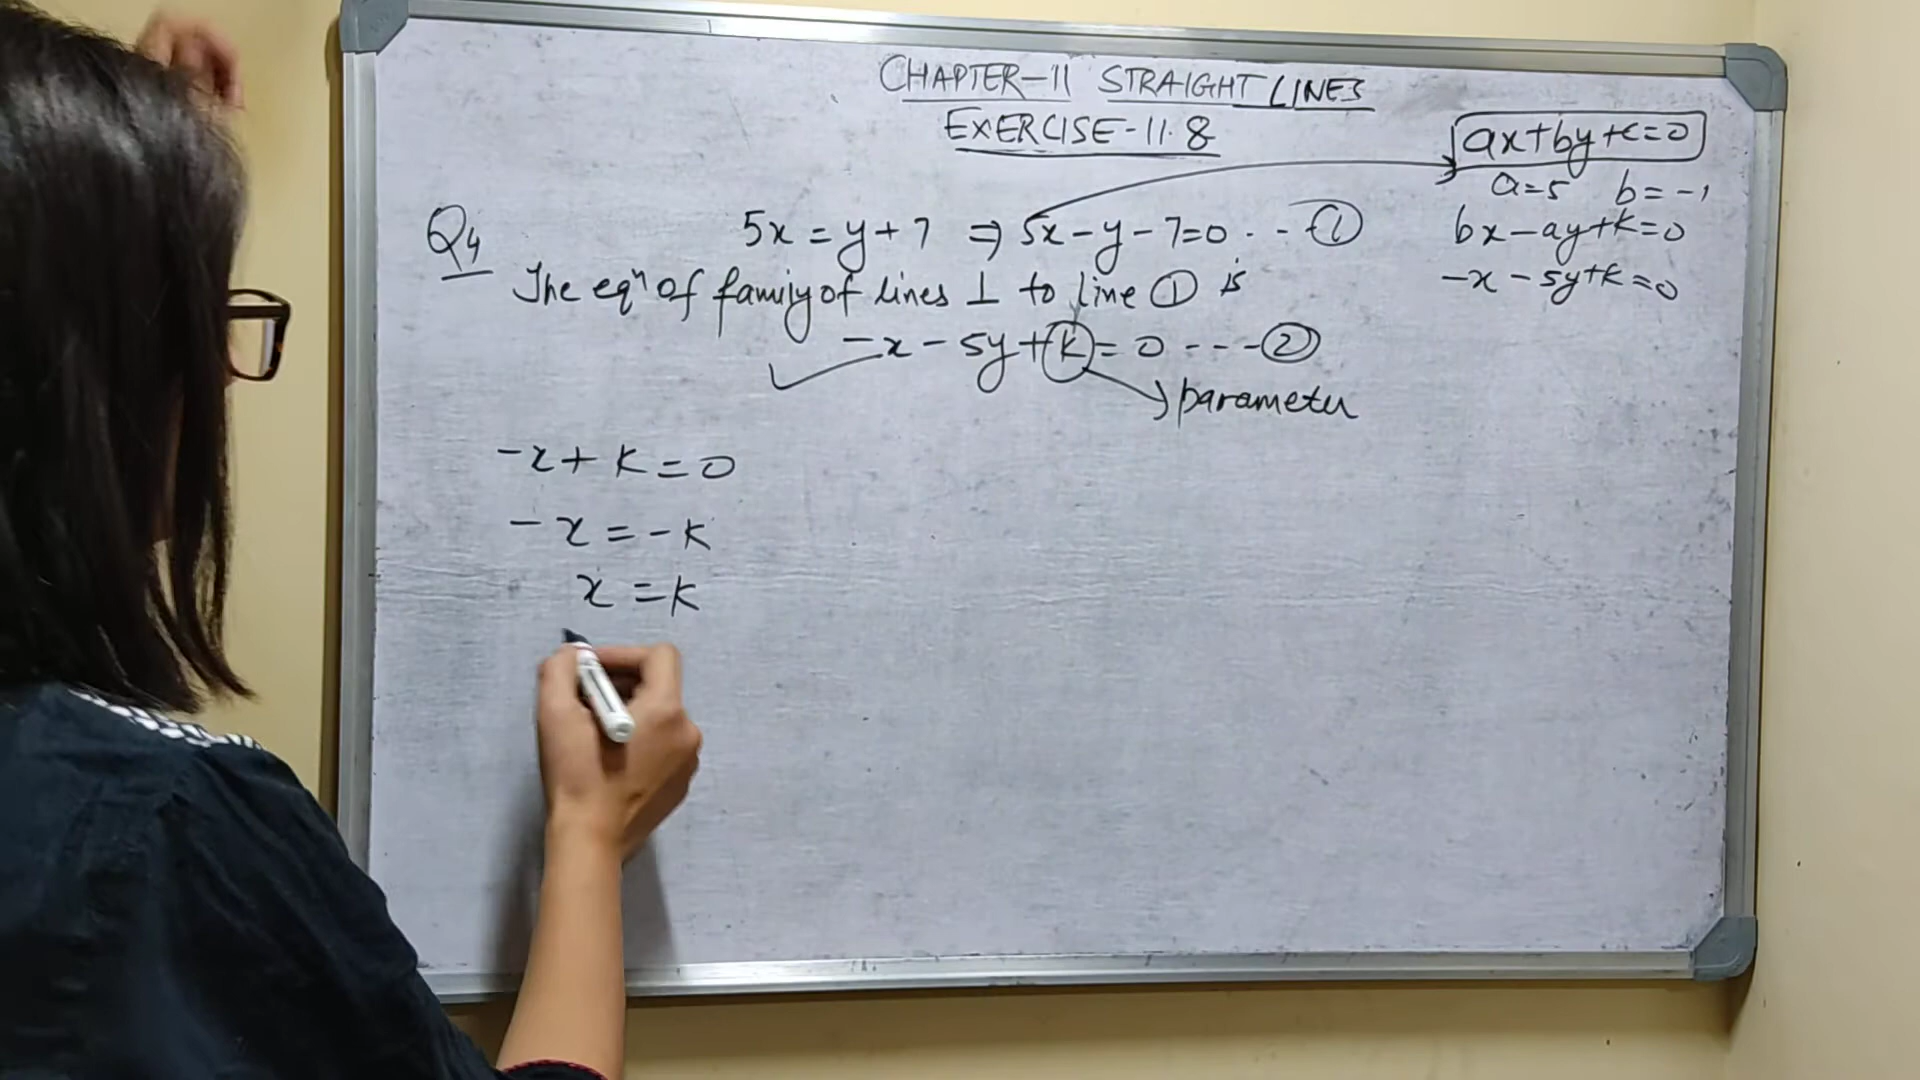 CHAPTER-11 STRAIGHT LINES
EXERCISE-11.8
ax+by+c=0
a=5 b=-1
bx-ay+k=0
-x-5y+k=0
Q4 5x=y+7 ⇒ 5x-y-7=0 --- ①
The eqⁿ of family of lines ⊥ to line ① is
-x-5y+k=0 --- ②
parameter
-x+k=0
-x=-k
x=k